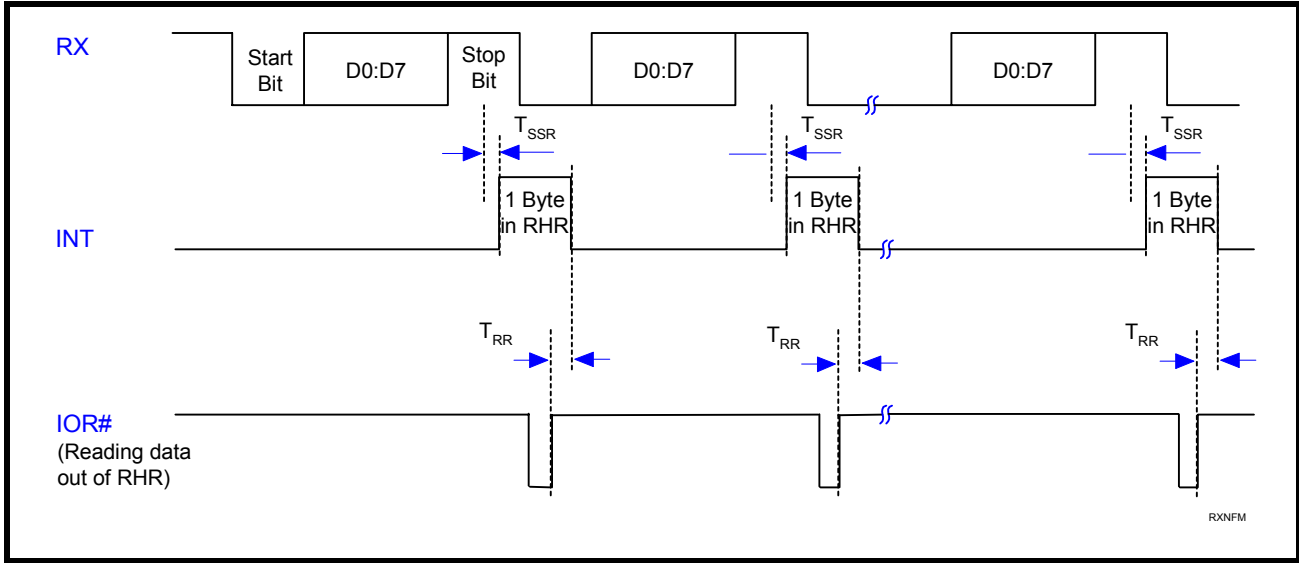 RX
Start
Bit
D0:D7
Stop
Bit
D0:D7
D0:D7
TSSR
TSSR
TSSR
INT
1 Byte
in RHR
1 Byte
in RHR
1 Byte
in RHR
TRR
TRR
TRR
IOR#
(Reading data
out of RHR)
RXNFM